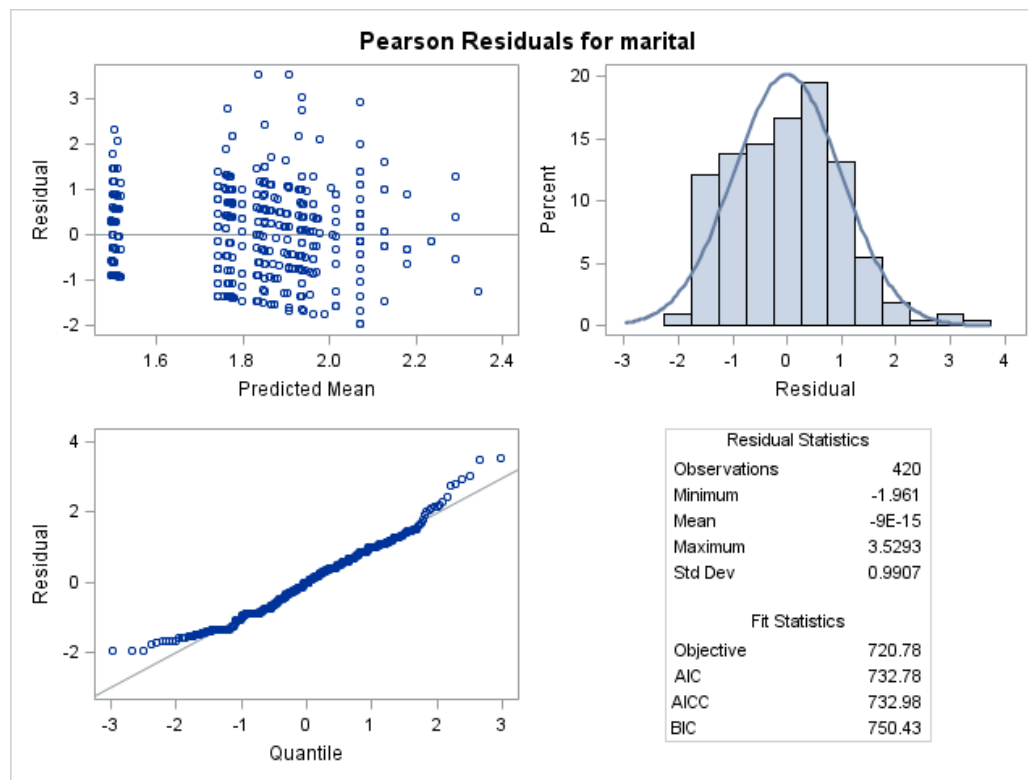 Pearson Residuals for marital
3
2
1
0
-1
-2
Residual
1.6 1.8 2.0 2.2 2.4
Predicted Mean
20
15
10
5
0
Percent
-3 -2 -1 0 1 2 3 4
Residual
4
2
0
-2
Residual
-3 -2 -1 0 1 2 3
Quantile
Residual Statistics
Observations 420
Minimum -1.961
Mean -9E-15
Maximum 3.5293
Std Dev 0.9907
Fit Statistics
Objective 720.78
AIC 732.78
AICC 732.98
BIC 750.43